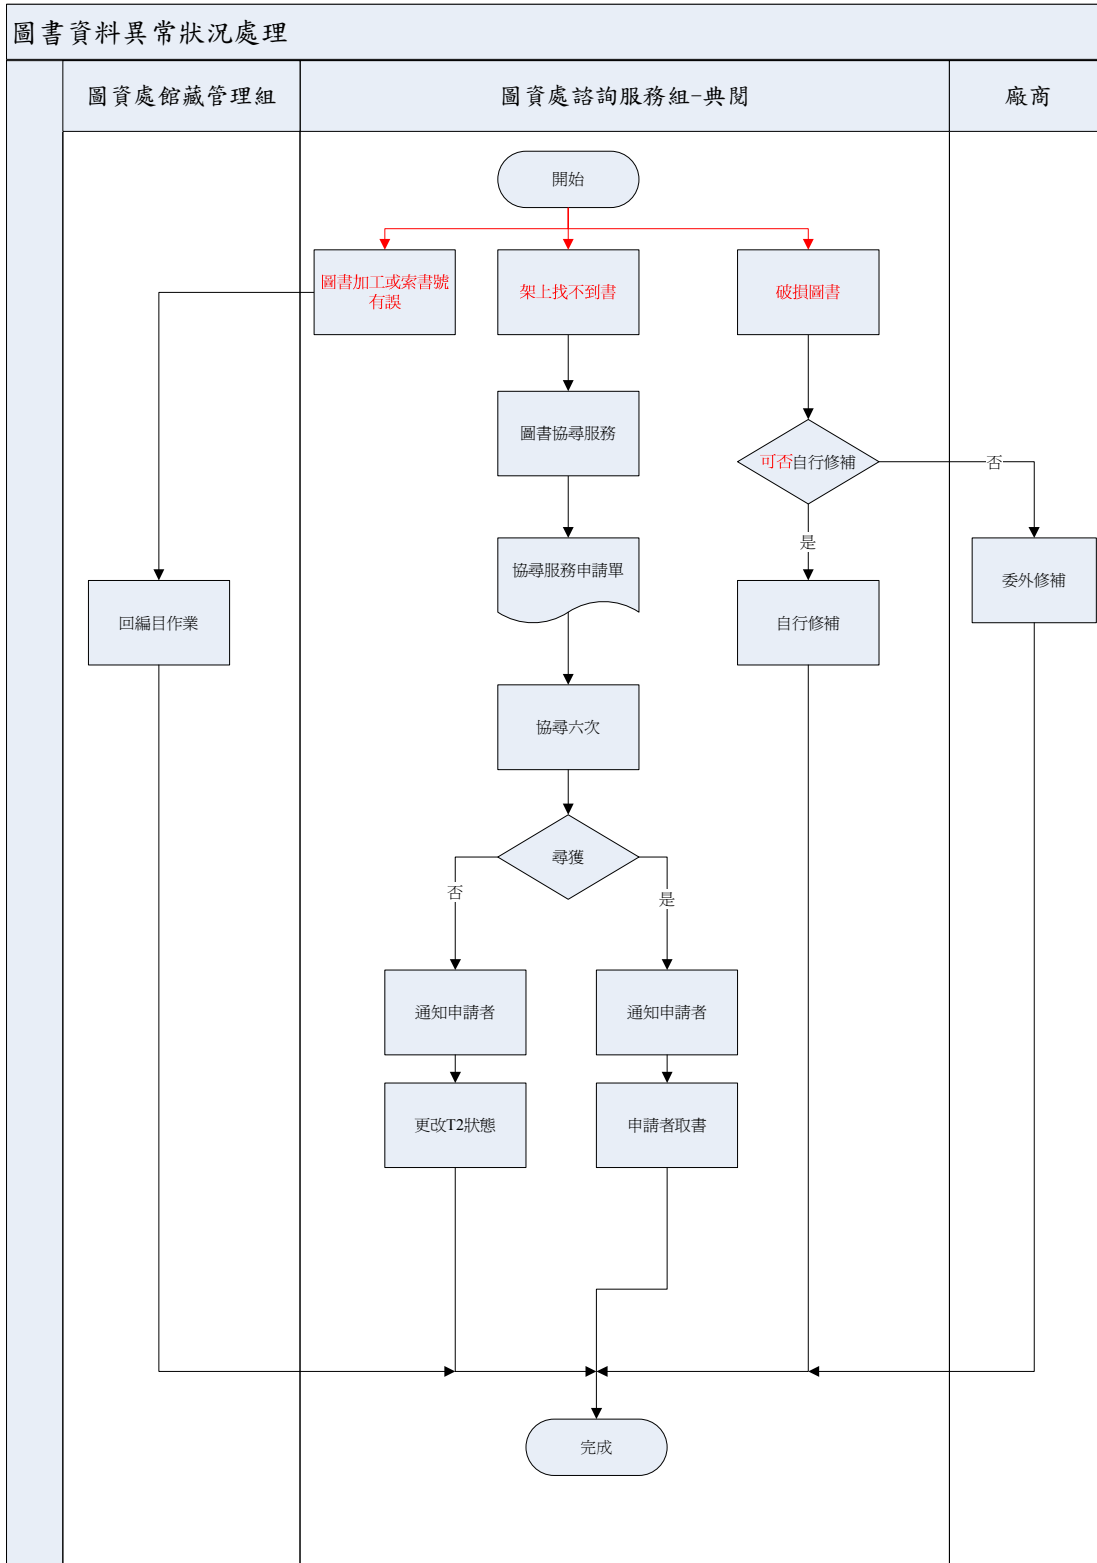 圖書資料異常狀況處理
圖資處館藏管理組
圖資處諮詢服務組-典閱
廠商
開始
圖書加工或索書號
有誤
架上找不到書
破損圖書
圖書協尋服務
可否自行修補
否
是
協尋服務申請單
委外修補
回編目作業
自行修補
協尋六次
尋獲
否
是
通知申請者
通知申請者
更改T2狀態
申請者取書
完成